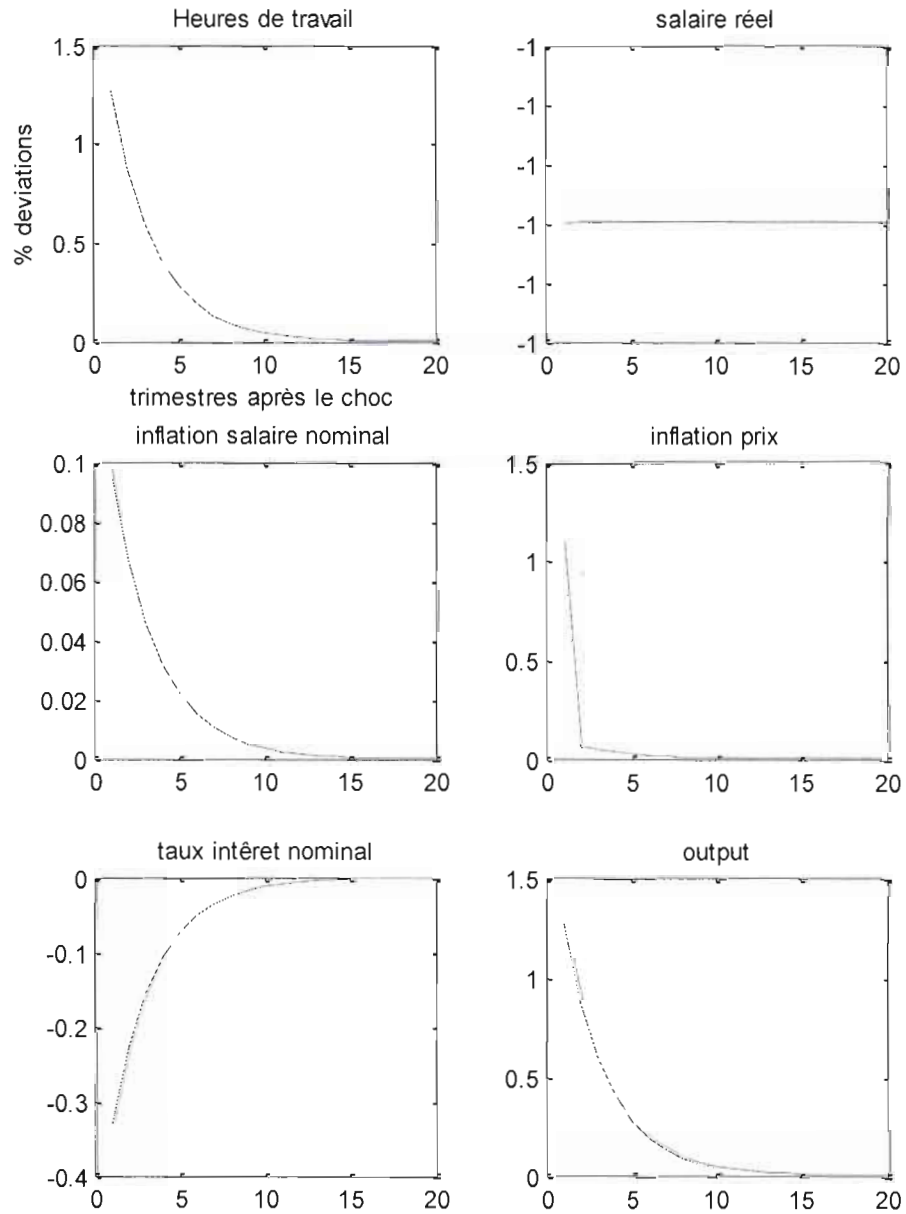 Heures de travail
salaire réel
1.5
1
0.5
0
% deviations
0 5 10 15 20
trimestres après le choc
-1
-1
-1
-1
-1
-1
0 5 10 15 20
inflation salaire nominal
inflation prix
0.1
0.08
0.06
0.04
0.02
0
0 5 10 15 20
1.5
1
0.5
0
0 5 10 15 20
taux intêret nominal
output
0
-0.1
-0.2
-0.3
-0.4
0 5 10 15 20
1.5
1
0.5
0
0 5 10 15 20